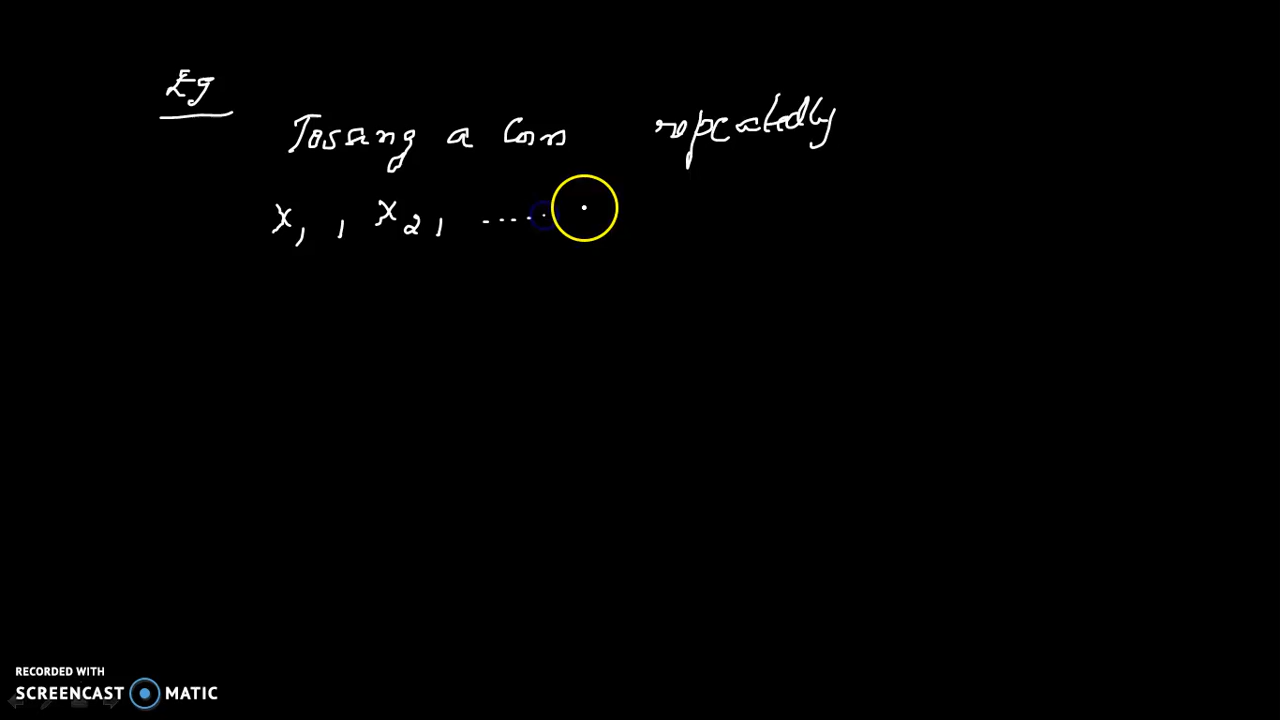 Eg
Tossing a Coin repeatedly
X₁, X₂, .....
RECORDED WITH
SCREENCAST MATIC